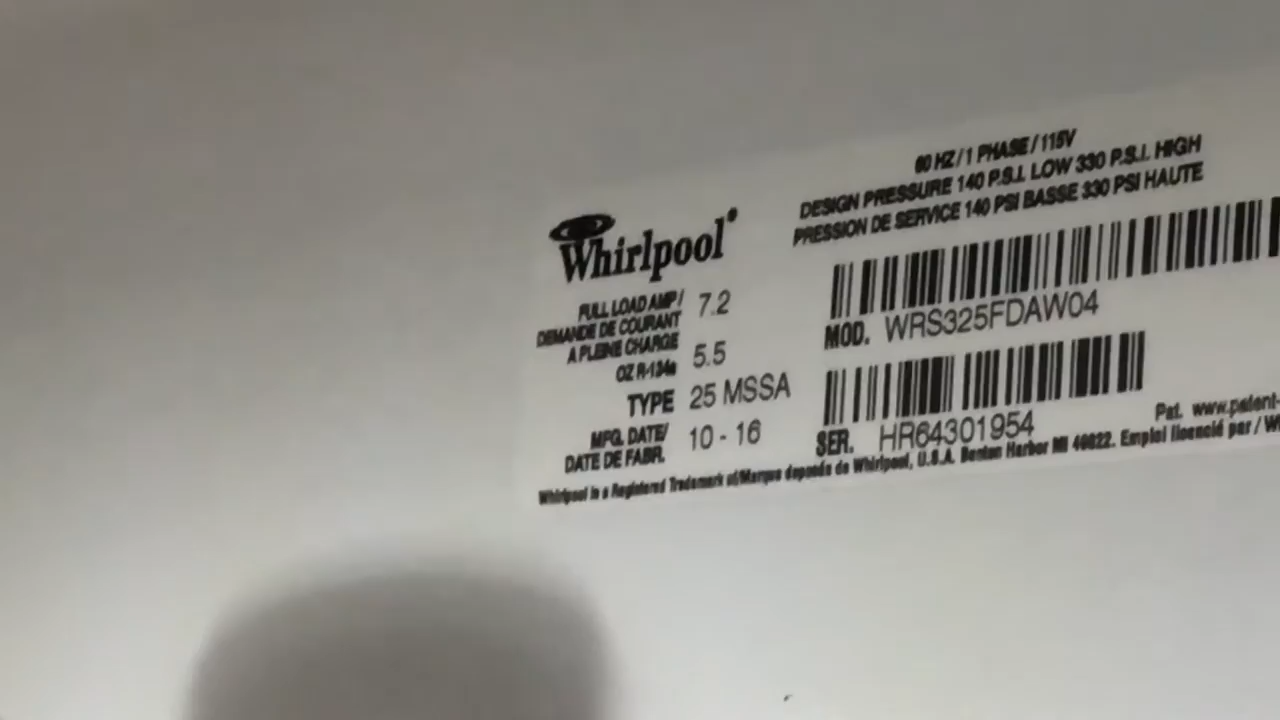 60 HZ / 1 PHASE / 115V
DESIGN PRESSURE 140 P.S.I. LOW 330 P.S.I. HIGH
PRESSION DE SERVICE 140 PSI BASSE 330 PSI HAUTE
Whirlpool
FULL LOAD AMP/
DEMANDE DE COURANT
A PLEINE CHARGE
7.2
OZ R-134a 5.5
TYPE 25 MSSA
MFG. DATE/
DATE DE FABR.
10 - 16
MOD. WRS325FDAW04
SER. HR64301954
Pat. www.patent-
Whirlpool is a Registered Trademark of/Marque deponde de Whirlpool, U.S.A. Benton Harbor MI 49022. Emploi licencié par / W